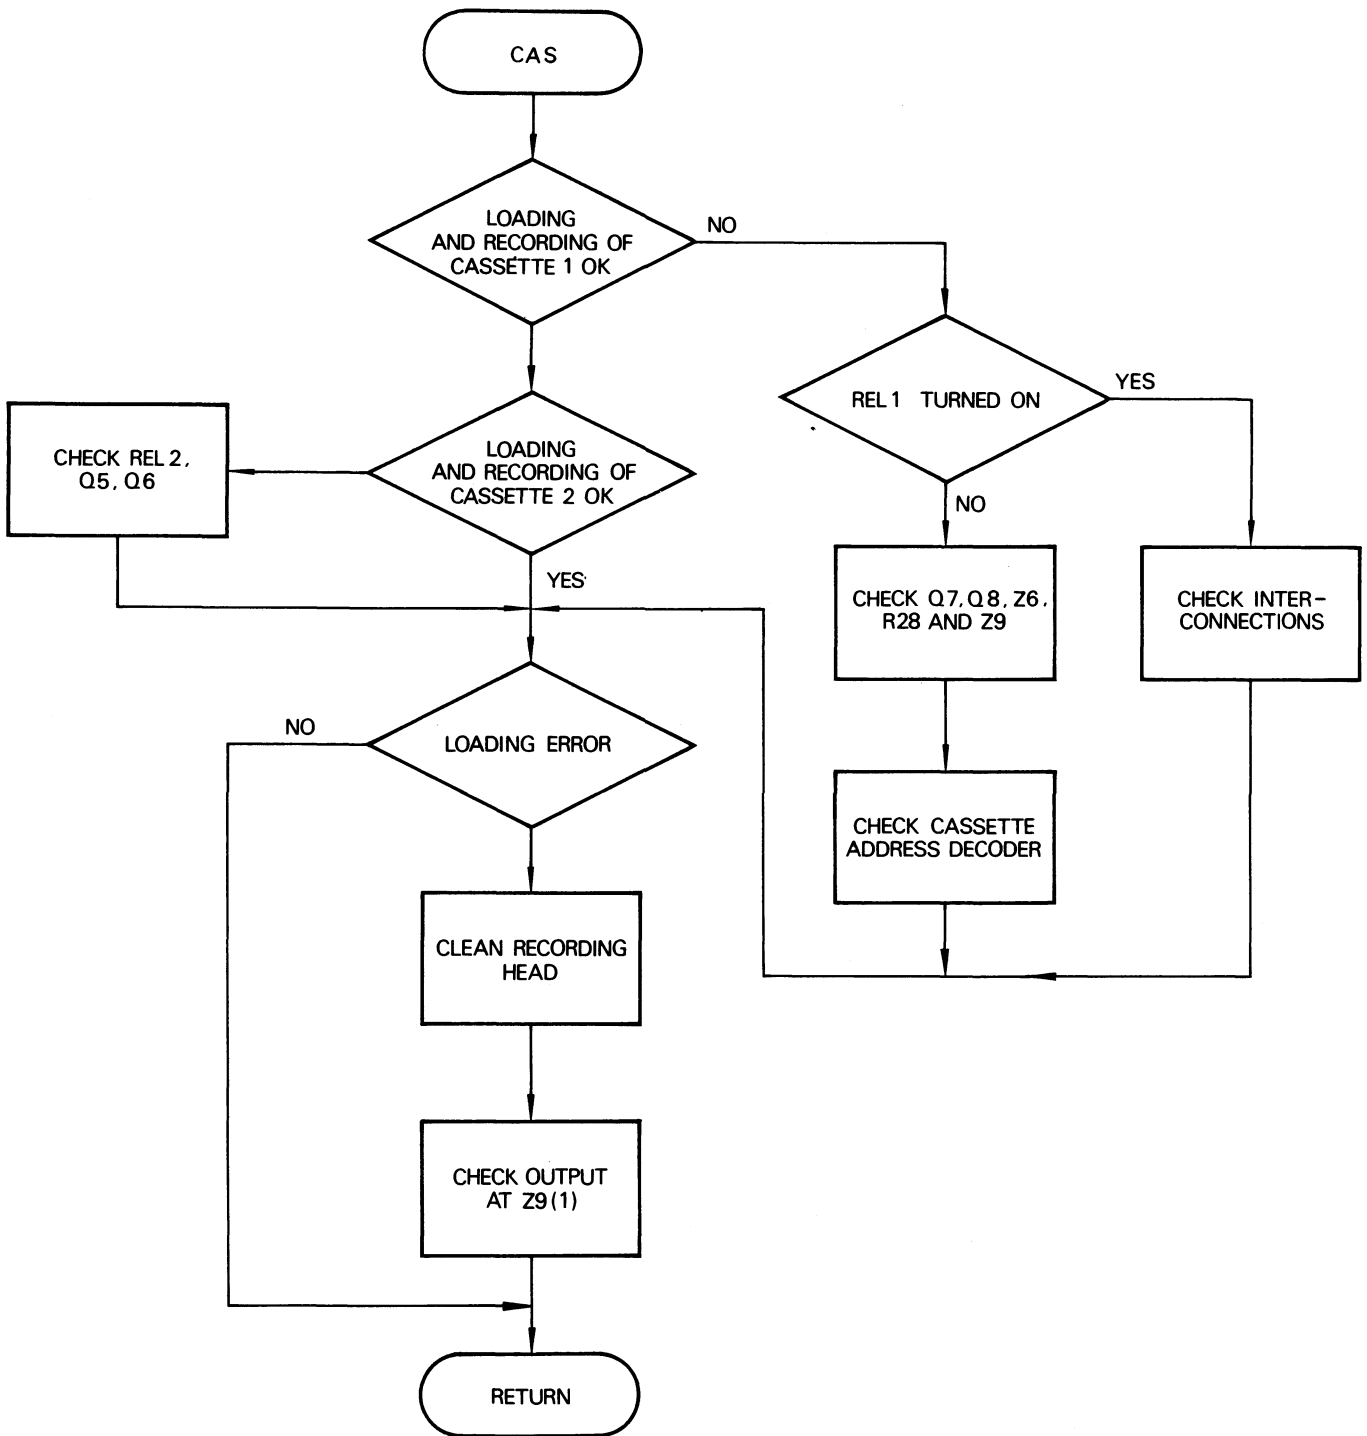 CAS
LOADING
AND RECORDING OF
CASSETTE 1 OK
NO
REL 1 TURNED ON
YES
NO
LOADING
AND RECORDING OF
CASSETTE 2 OK
CHECK REL 2,
Q5, Q6
YES
CHECK Q7, Q8, Z6,
R28 AND Z9
CHECK INTER-
CONNECTIONS
LOADING ERROR
NO
CHECK CASSETTE
ADDRESS DECODER
CLEAN RECORDING
HEAD
CHECK OUTPUT
AT Z9(1)
RETURN